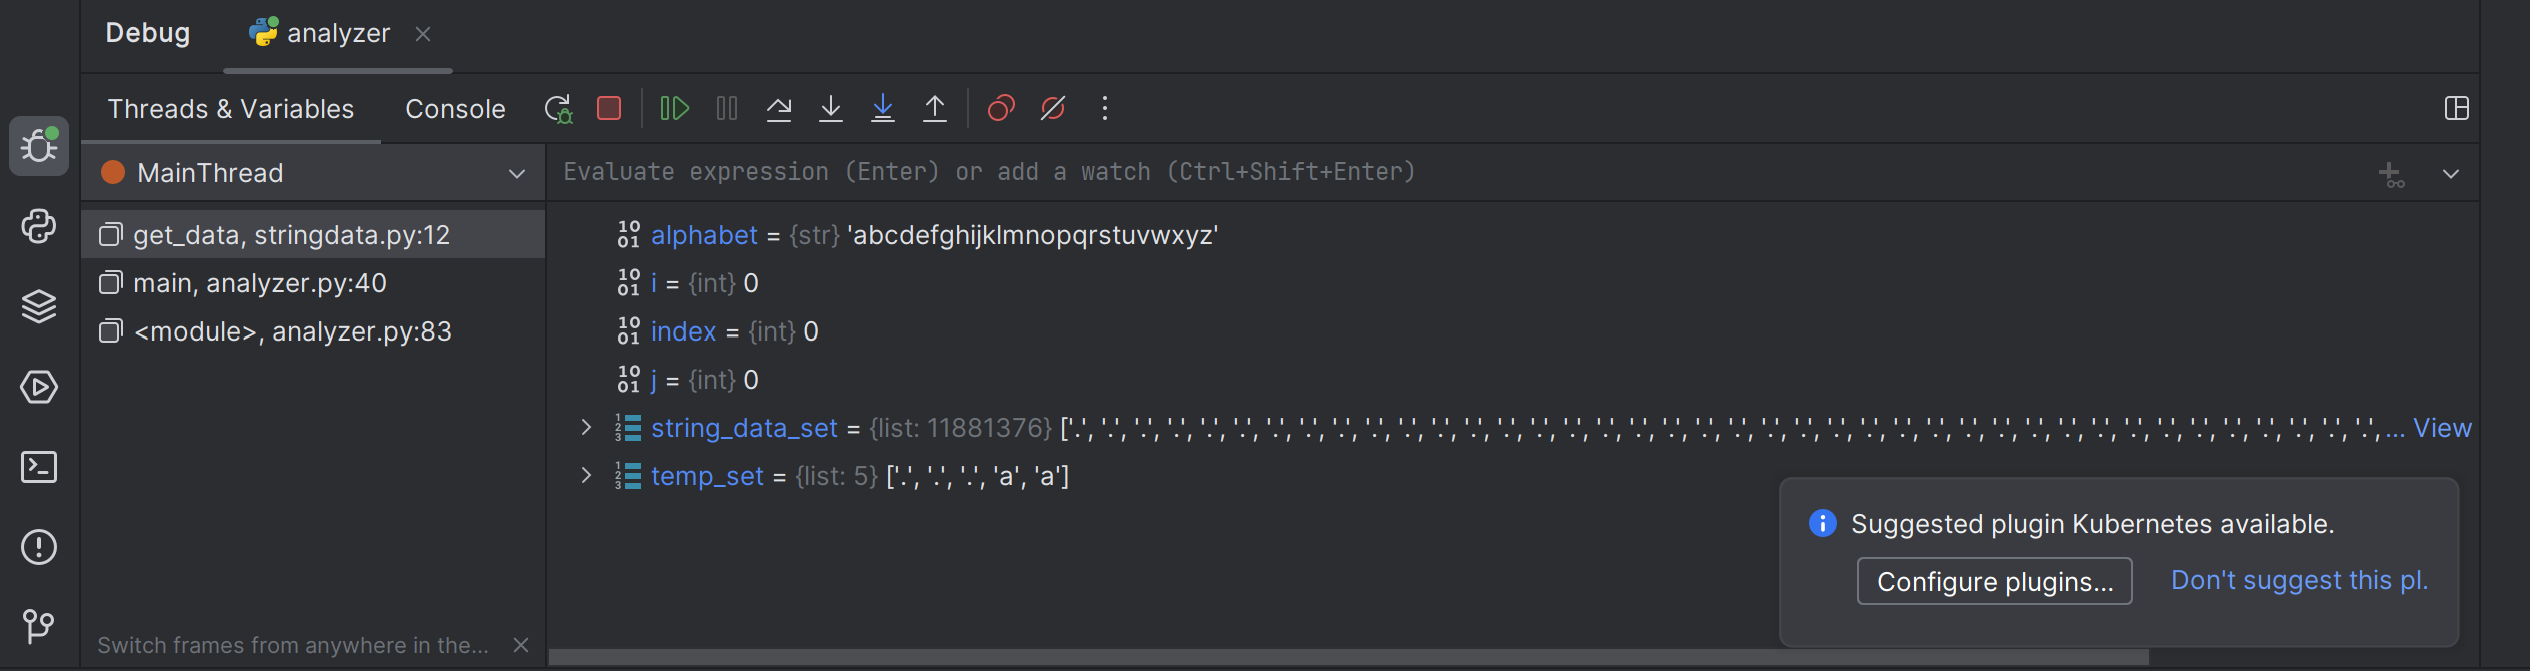 Debug analyzer
Threads & Variables Console
MainThread
Evaluate expression (Enter) or add a watch (Ctrl+Shift+Enter)
get_data, stringdata.py:12
main, analyzer.py:40
<module>, analyzer.py:83
alphabet = {str} 'abcdefghijklmnopqrstuvwxyz'
i = {int} 0
index = {int} 0
j = {int} 0
string_data_set = {list: 11881376} ['.', '.', '.', '.', '.', '.', '.', '.', '.', '.', '.', '.', '.', '.', '.', '.', '.', '.', '.', '.', '.', '.', '.', '.', '.', '.', '.', '.', '.', '.', '.', '.', '.', '.', '.', '.', '.', '.', '.', '.',... View
temp_set = {list: 5} ['.', '.', '.', 'a', 'a']
Suggested plugin Kubernetes available.
Configure plugins... Don't suggest this pl.
Switch frames from anywhere in the...